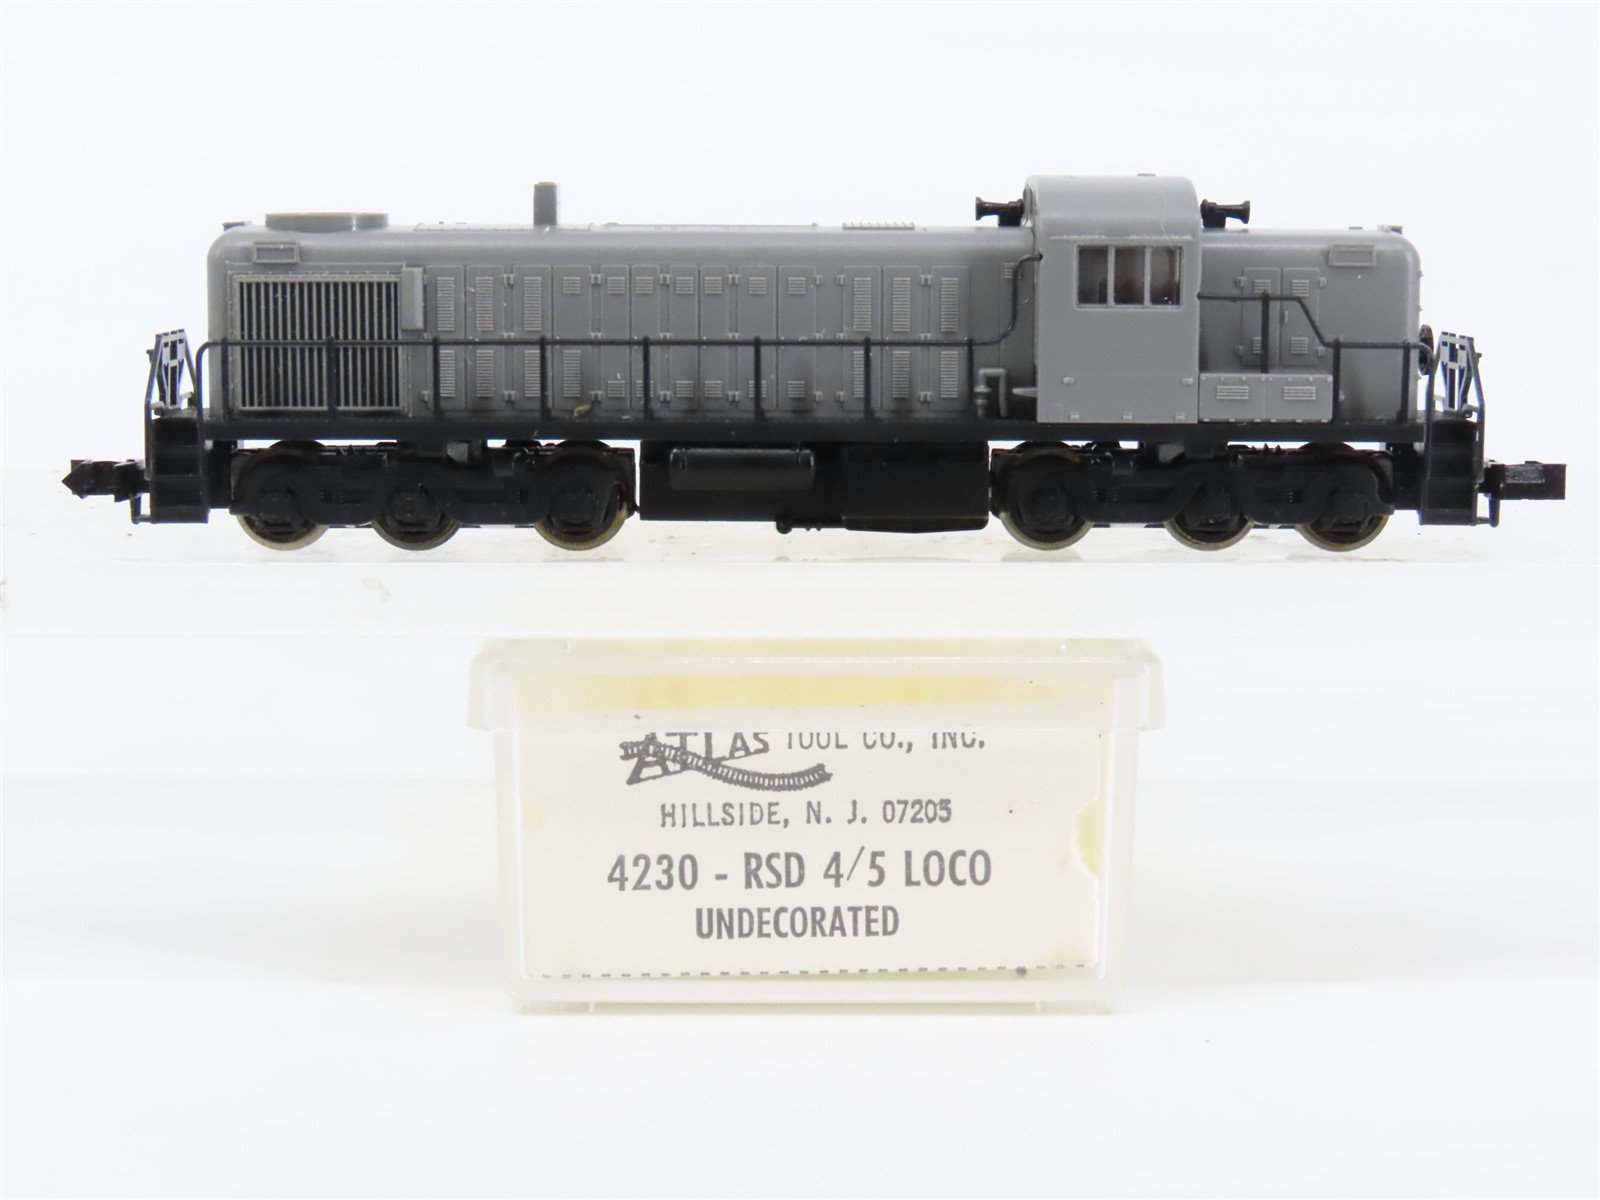 ATLAS TOOL CO., INC.
HILLSIDE, N. J. 07205
4230 - RSD 4/5 LOCO
UNDECORATED